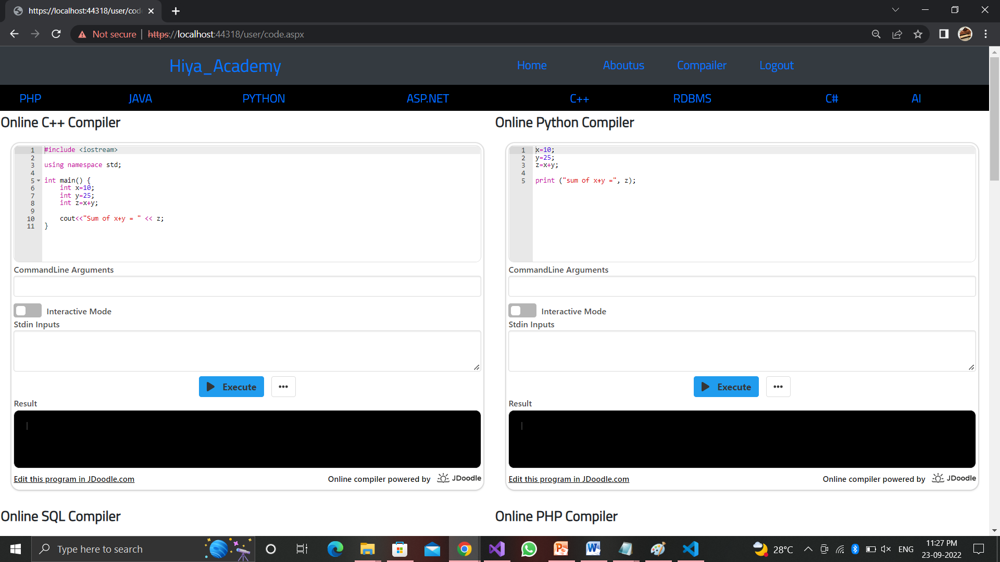 https://localhost:44318/user/cod
Not secure | https://localhost:44318/user/code.aspx
Hiya_Academy
Home Aboutus Compailer Logout
PHP JAVA PYTHON ASP.NET C++ RDBMS C# AI
Online C++ Compiler
1 #include <iostream>
2
3 using namespace std;
4
5 int main() {
6 int x=10;
7 int y=25;
8 int z=x+y;
9
10 cout<<"Sum of x+y = " << z;
11 }
CommandLine Arguments
Interactive Mode
Stdin Inputs
Execute
Result
Edit this program in JDoodle.com
Online compiler powered by JDoodle
Online Python Compiler
1 x=10;
2 y=25;
3 z=x+y;
4
5 print ("sum of x+y =", z);
CommandLine Arguments
Interactive Mode
Stdin Inputs
Execute
Result
Edit this program in JDoodle.com
Online compiler powered by JDoodle
Online SQL Compiler
Online PHP Compiler
Type here to search
28°C
ENG
11:27 PM
23-09-2022